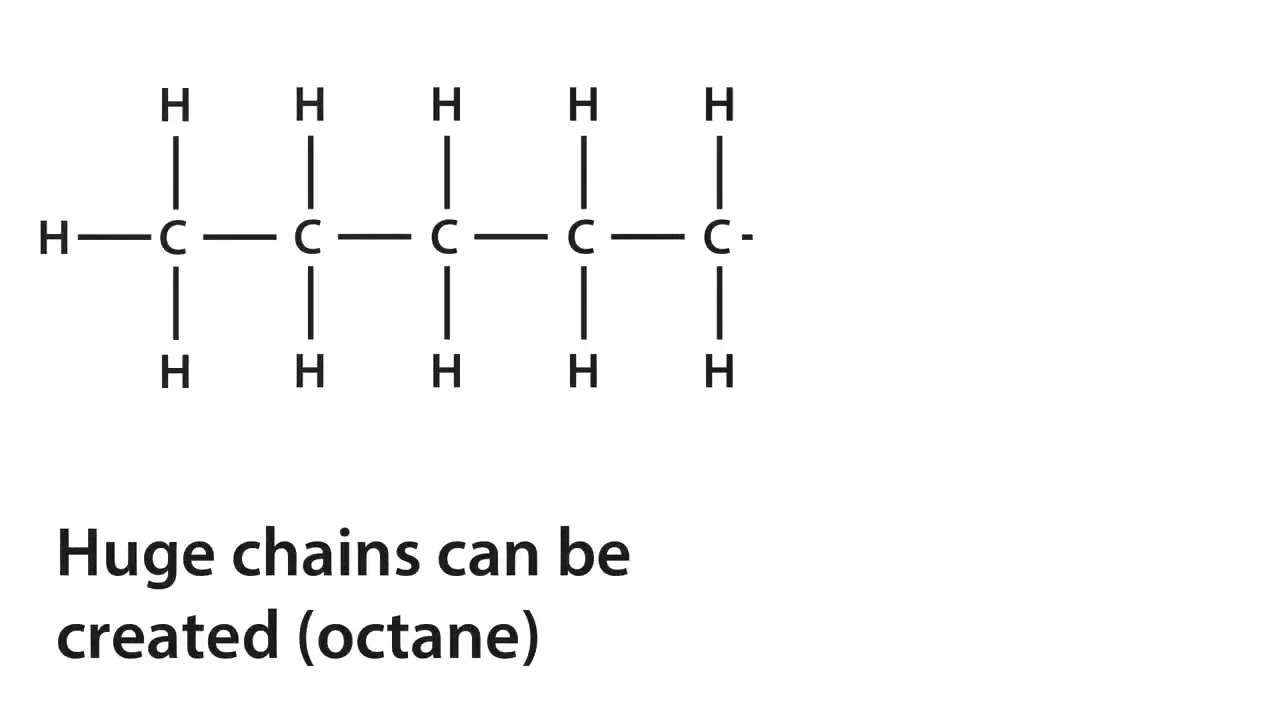 H H H H H
H C C C C C
H H H H H
Huge chains can be
created (octane)